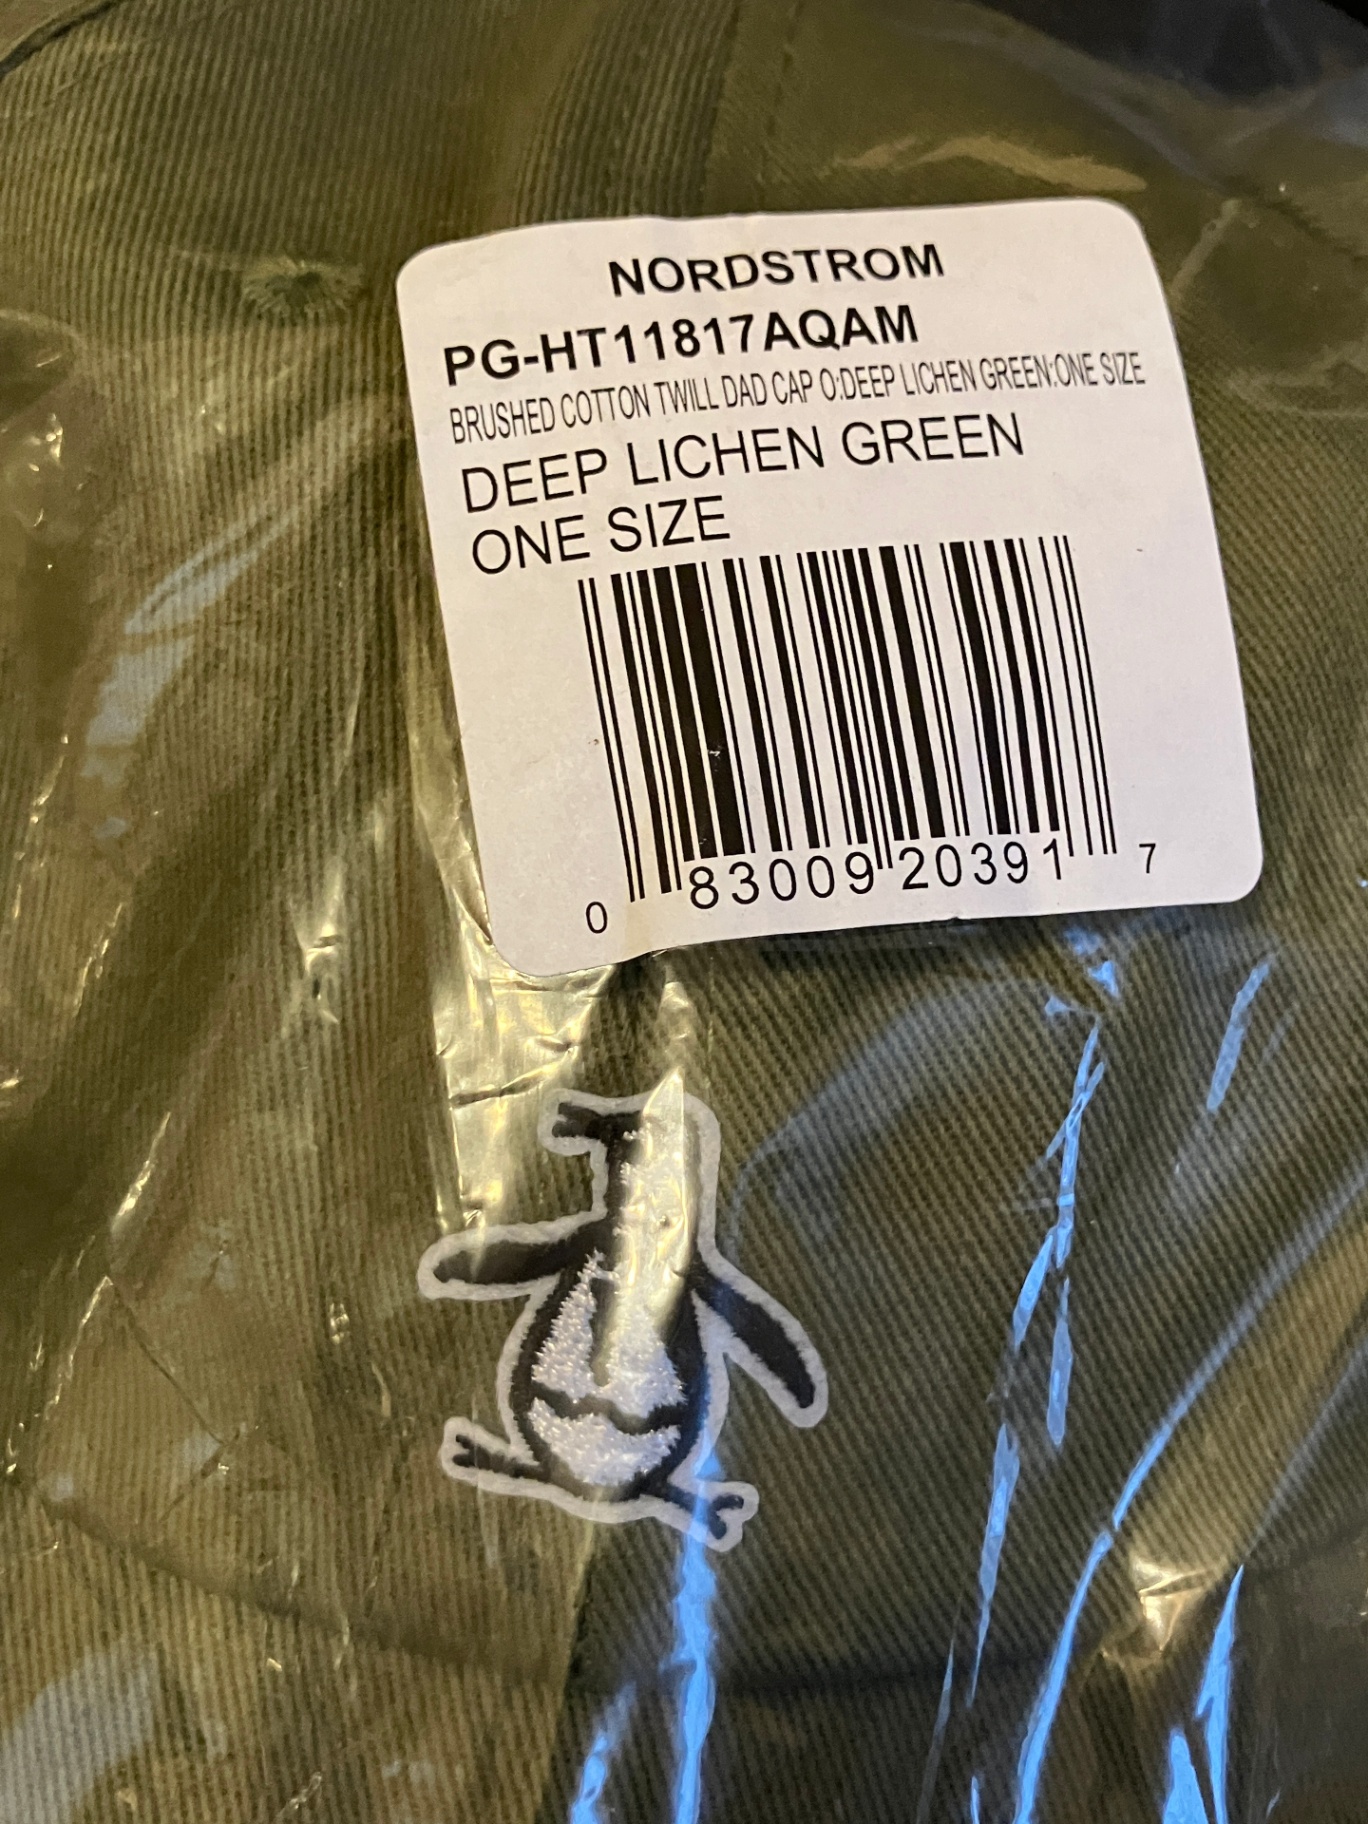 NORDSTROM
PG-HT11817AQAM
BRUSHED COTTON TWILL DAD CAP O:DEEP LICHEN GREEN:ONE SIZE
DEEP LICHEN GREEN
ONE SIZE
0 83009 20391 7